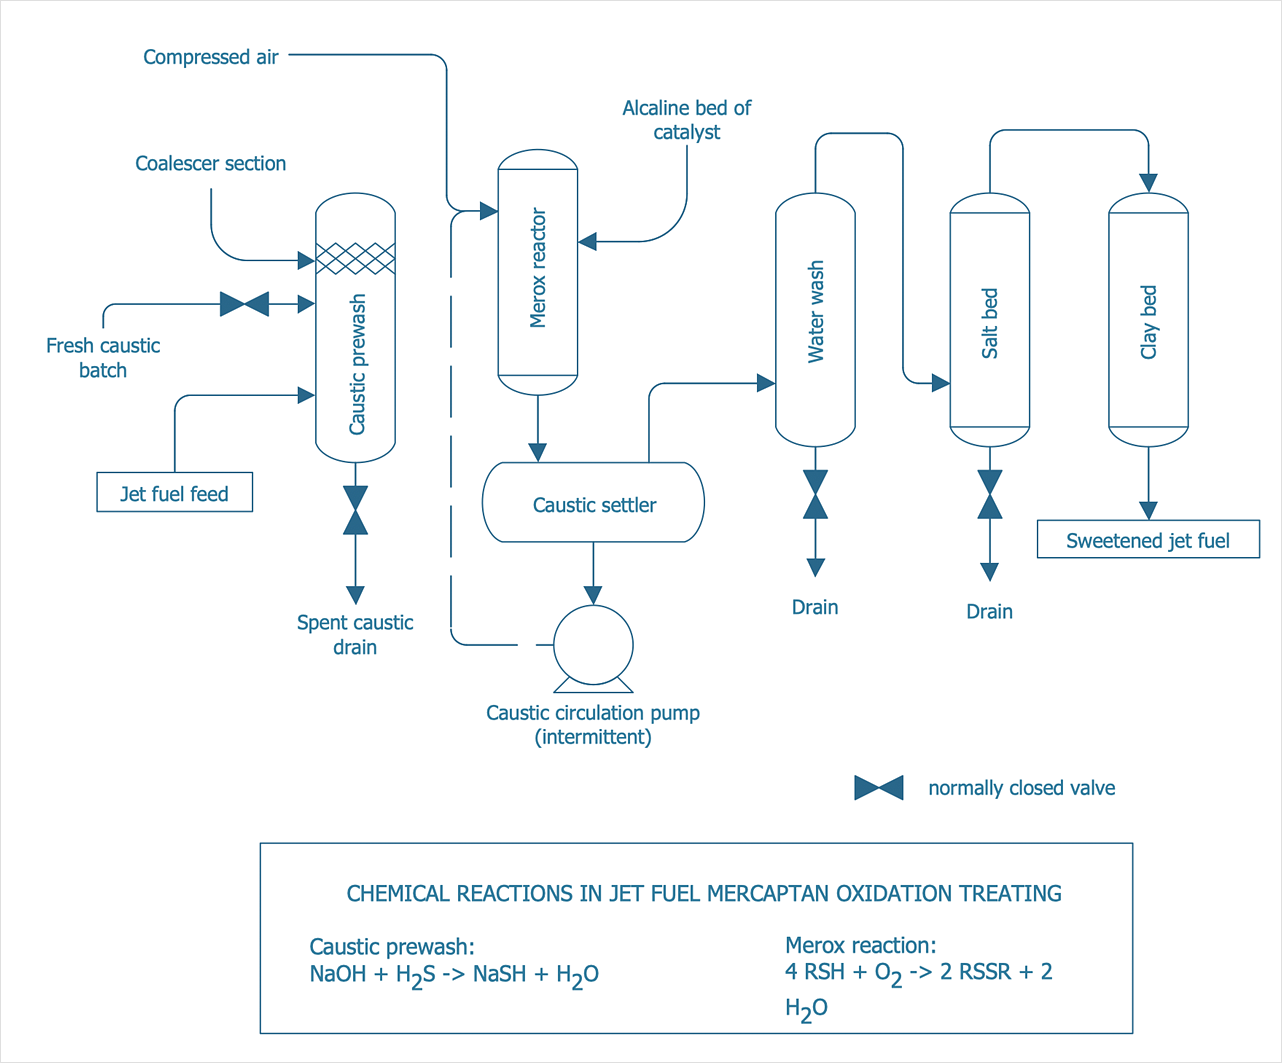 Compressed air
Alcaline bed of
catalyst
Coalescer section
Fresh caustic
batch
Jet fuel feed
Caustic prewash
Merox reactor
Water wash
Salt bed
Clay bed
Caustic settler
Sweetened jet fuel
Spent caustic
drain
Drain
Drain
Caustic circulation pump
(intermittent)
normally closed valve
CHEMICAL REACTIONS IN JET FUEL MERCAPTAN OXIDATION TREATING
Caustic prewash:
NaOH + H2S -> NaSH + H2O
Merox reaction:
4 RSH + O2 -> 2 RSSR + 2
H2O